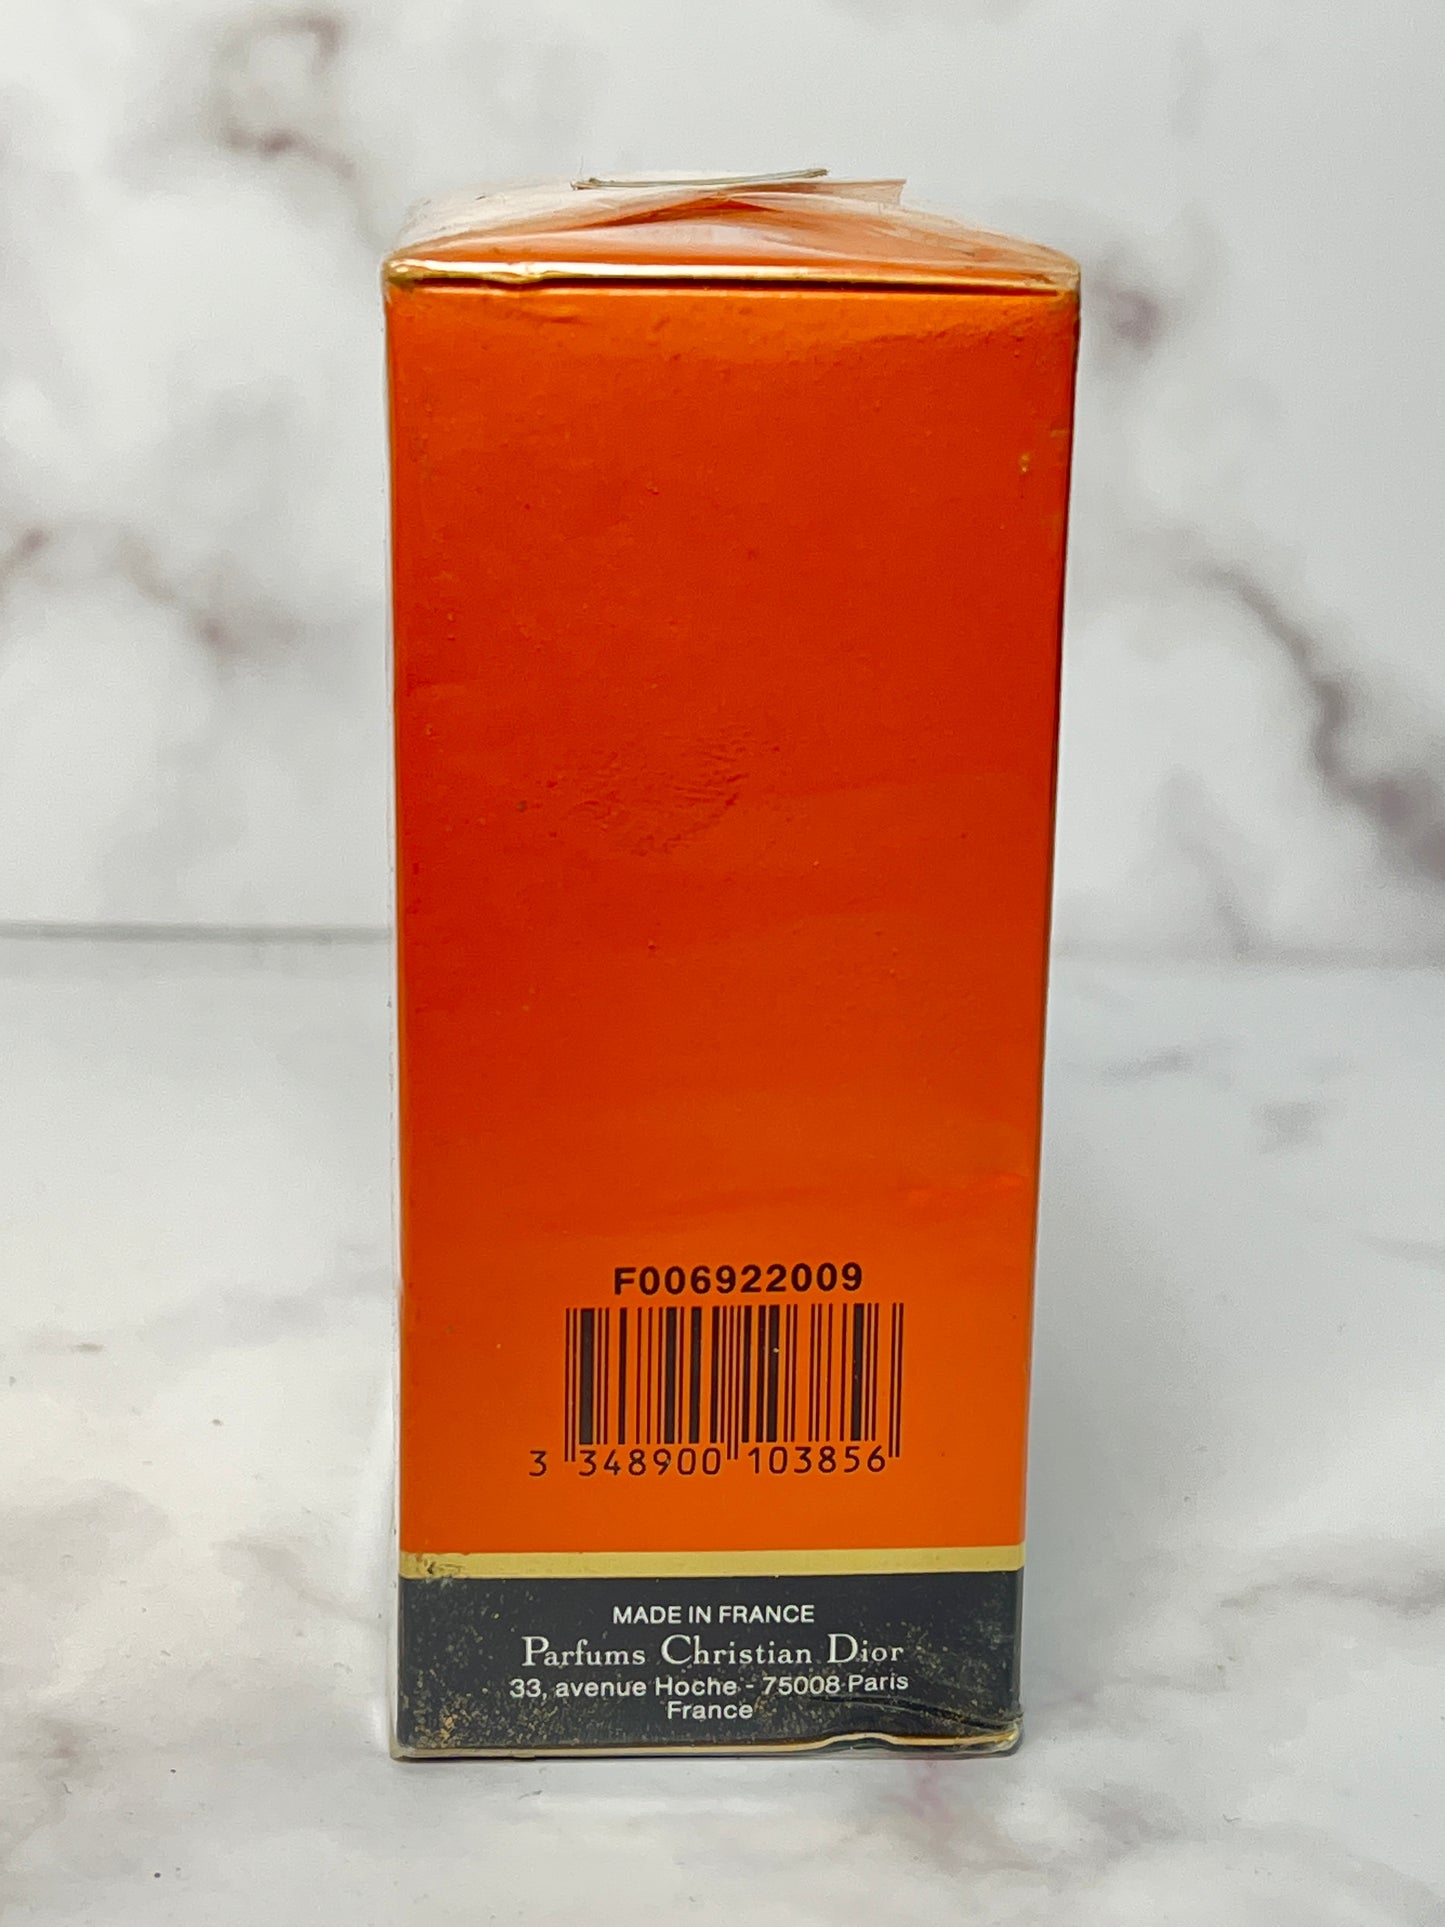 F006922009
3 348900 103856
MADE IN FRANCE
Parfums Christian Dior
33, avenue Hoche - 75008 Paris
France